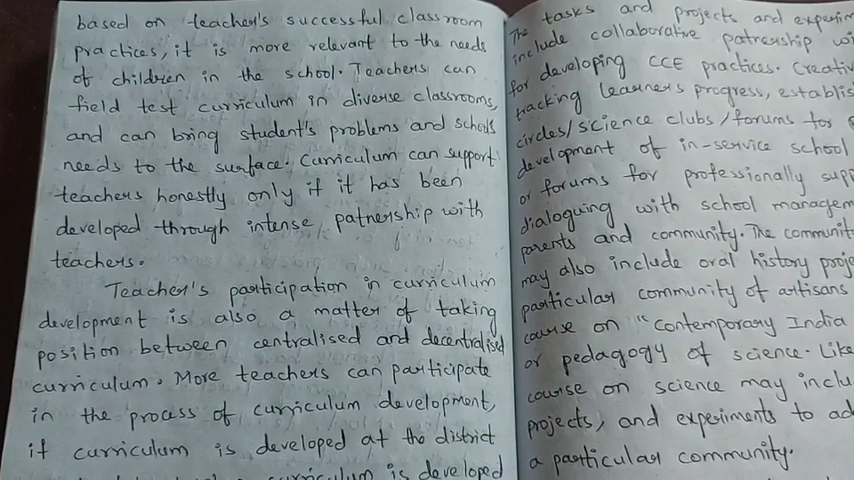 based on teacher's successful classroom
practices, it is more relevant to the needs
of children in the school. Teachers can
field test curriculum in diverse classrooms,
and can bring student's problems and schools
needs to the surface. Curriculum can support
teachers honestly only if it has been
developed through intense, patnership with
teachers.
Teacher's participation in curriculum
development is also a matter of taking
position between centralised and decentralised
curriculum. More teachers can participate
in the process of curriculum development,
if curriculum is developed at the district
curriculum is developed
The tasks and projects and experim
include collaborative patnership wi
for developing CCE practices. Creativ
tracking learner's progress, establis
circles/science clubs/forums for
development of in-service school
or forums for professionally supp
dialoguing with school managem
parents and community. The communit
may also include oral history proje
particular community of artisans
course on "Contemporary India
or pedagogy of science. Like
course on science may inclu
projects, and experiments to ad
a particular community.